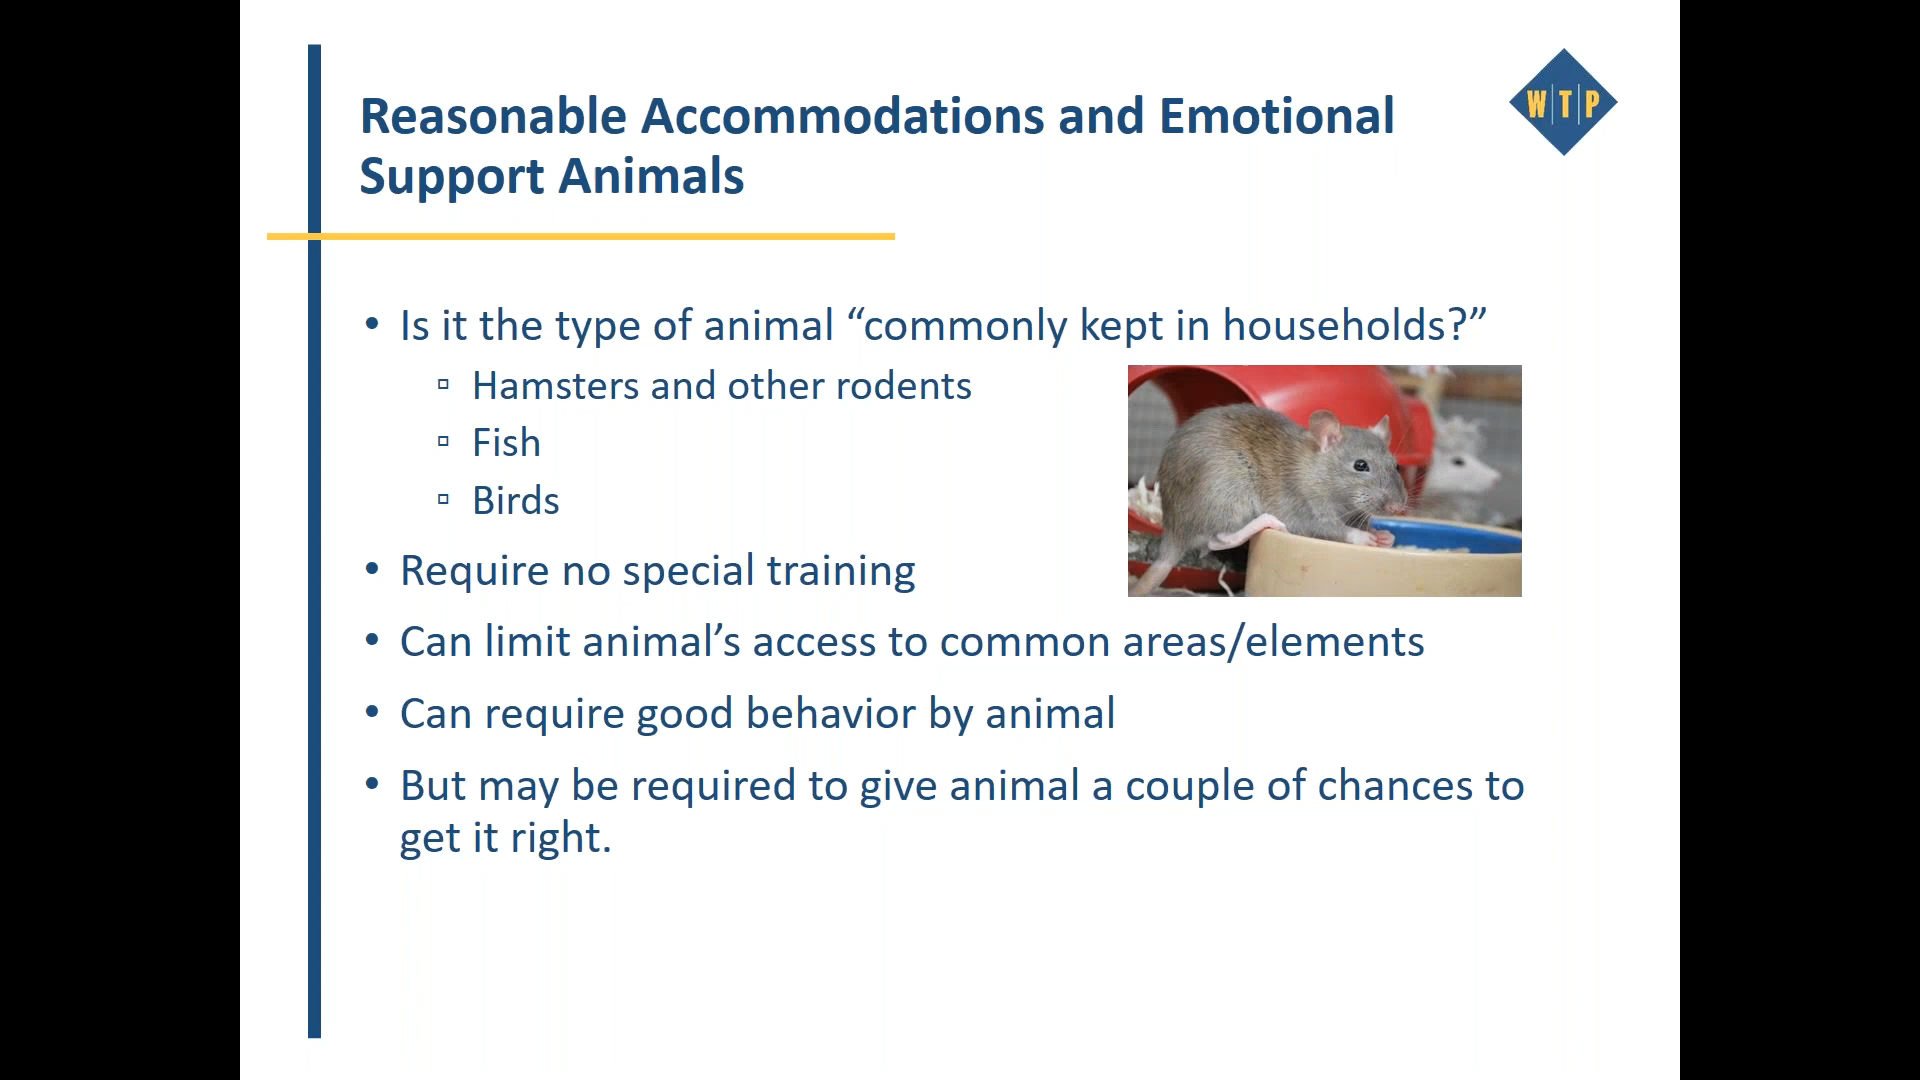 Reasonable Accommodations and Emotional
Support Animals
W|T|P
• Is it the type of animal “commonly kept in households?”
▫ Hamsters and other rodents
▫ Fish
▫ Birds
• Require no special training
• Can limit animal’s access to common areas/elements
• Can require good behavior by animal
• But may be required to give animal a couple of chances to
get it right.